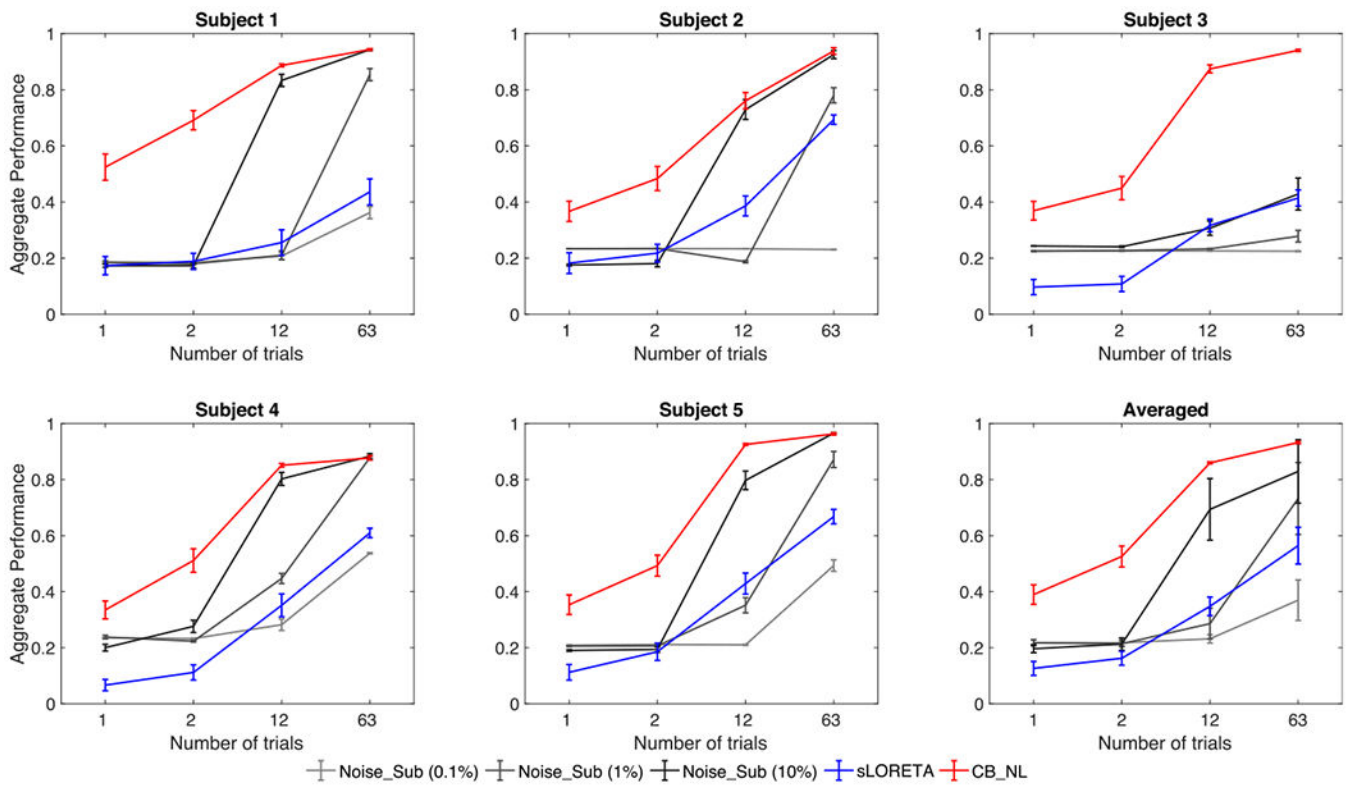 Subject 1
Subject 2
Subject 3
Aggregate Performance
1
0.8
0.6
0.4
0.2
0
1
0.8
0.6
0.4
0.2
0
1
0.8
0.6
0.4
0.2
0
1 2 12 63
1 2 12 63
1 2 12 63
Number of trials
Number of trials
Number of trials
Subject 4
Subject 5
Averaged
Aggregate Performance
1
0.8
0.6
0.4
0.2
0
1
0.8
0.6
0.4
0.2
0
1
0.8
0.6
0.4
0.2
0
1 2 12 63
1 2 12 63
1 2 12 63
Number of trials
Number of trials
Number of trials
Noise_Sub (0.1%) Noise_Sub (1%) Noise_Sub (10%) sLORETA CB_NL